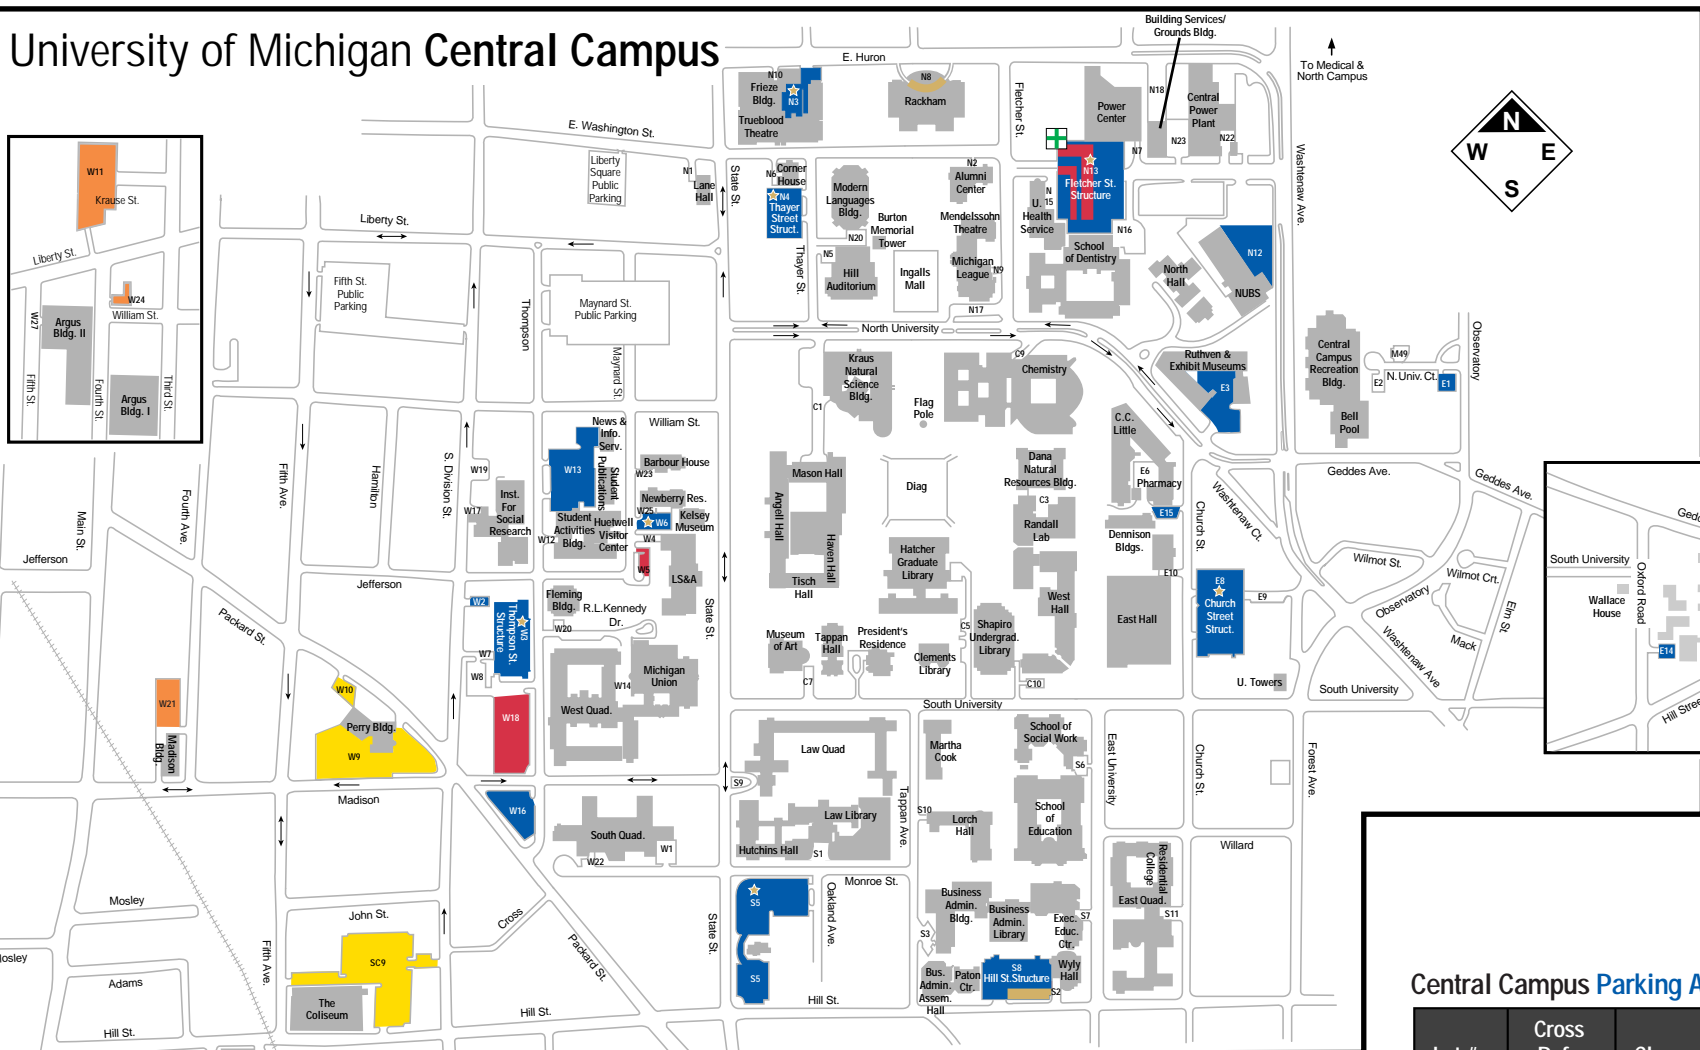 University of Michigan Central Campus
Building Services/
Grounds Bldg.
To Medical &
North Campus
N
W
E
S
E. Huron
N10
Frieze
Bldg.
N3
Trueblood
Theatre
N8
Rackham
Fletcher St.
Power
Center
N18
Central
Power
Plant
N23
N22
N7
Washtenaw Ave.
E. Washington St.
Liberty
Square
Public
Parking
N1
Lane
Hall
State St.
N6
Corner
House
N4
Thayer
Street
Struct.
Thayer St.
Modern
Languages
Bldg.
Burton
Memorial
Tower
N20
N5
Hill
Auditorium
Ingalls
Mall
N2
Alumni
Center
Mendelssohn
Theatre
Michigan
League
N9
N17
N
15
U.
Health
Service
N13
Fletcher St.
Structure
N16
School
of Dentistry
North
Hall
N12
NUBS
W11
Krause St.
Liberty St.
W24
William St.
W27
Argus
Bldg. II
Argus
Bldg. I
Fifth St.
Fourth St.
Third St.
Liberty St.
Fifth St.
Public
Parking
Thompson
Maynard St.
Public Parking
Maynard St.
North University
Kraus
Natural
Science
Bldg.
C1
Flag
Pole
C9
Chemistry
Ruthven &
Exhibit Museums
E3
Central
Campus
Recreation
Bldg.
Bell
Pool
M49
E2
N.Univ. Ct.
E1
Observatory
William St.
News &
Info.
Serv.
Student
Publications
W13
W19
W17
Inst.
For
Social
Research
W12
Student
Activities
Bldg.
Huetwell
Visitor
Center
Barbour House
W23
Newberry Res.
W25
W6
Kelsey
Museum
W4
W5
LS&A
Mason Hall
Angell Hall
Haven Hall
Tisch
Hall
Diag
Hatcher
Graduate
Library
Dana
Natural
Resources Bldg.
C3
Randall
Lab
West
Hall
C.C.
Little
E6
Pharmacy
E15
Dennison
Bldgs.
E10
East Hall
Church St.
Washtenaw Ct.
E8
Church
Street
Struct.
E9
Geddes Ave.
Geddes Ave.
Wilmot St.
Wilmot Crt.
Observatory
Elm St.
Mack
Washtenaw Ave
South University
Oxford Road
Wallace
House
E14
Hill Stree
Gedd
Main St.
Fourth Ave.
Fifth Ave.
Hamilton
S. Division St.
Jefferson
Jefferson
Packard St.
W2
Thompson St.
Structure
W3
W7
W8
Fleming
Bldg.
R.L.Kennedy
Dr.
W20
West Quad.
W14
Michigan
Union
State St.
Museum
of Art
C7
Tappan
Hall
President's
Residence
Clements
Library
C5
Shapiro
Undergrad.
Library
C10
U. Towers
South University
South University
W21
Madison
Bldg.
W10
Perry Bldg.
W9
W18
Madison
W16
South Quad.
W22
W1
Law Quad
S9
Law Library
Hutchins Hall
S1
Tappan Ave.
Martha
Cook
S10
Lorch
Hall
School of
Social Work
S6
School
of
Education
East University
Church St.
Forest Ave.
Willard
Residential
College
East Quad.
S11
Mosley
losley
Adams
Hill St.
Fifth Ave.
John St.
SC9
The
Coliseum
Cross
Packard St.
Hill St.
State St.
S5
S5
Monroe St.
Oakland Ave.
Hill St.
Business
Admin.
Bldg.
S3
Business
Admin.
Library
Exec.
Educ.
Ctr.
S7
Bus.
Admin.
Assem.
Hall
Paton
Ctr.
S8
Hill St.Structure
S2
Wyly
Hall
Central Campus Parking A
Cross